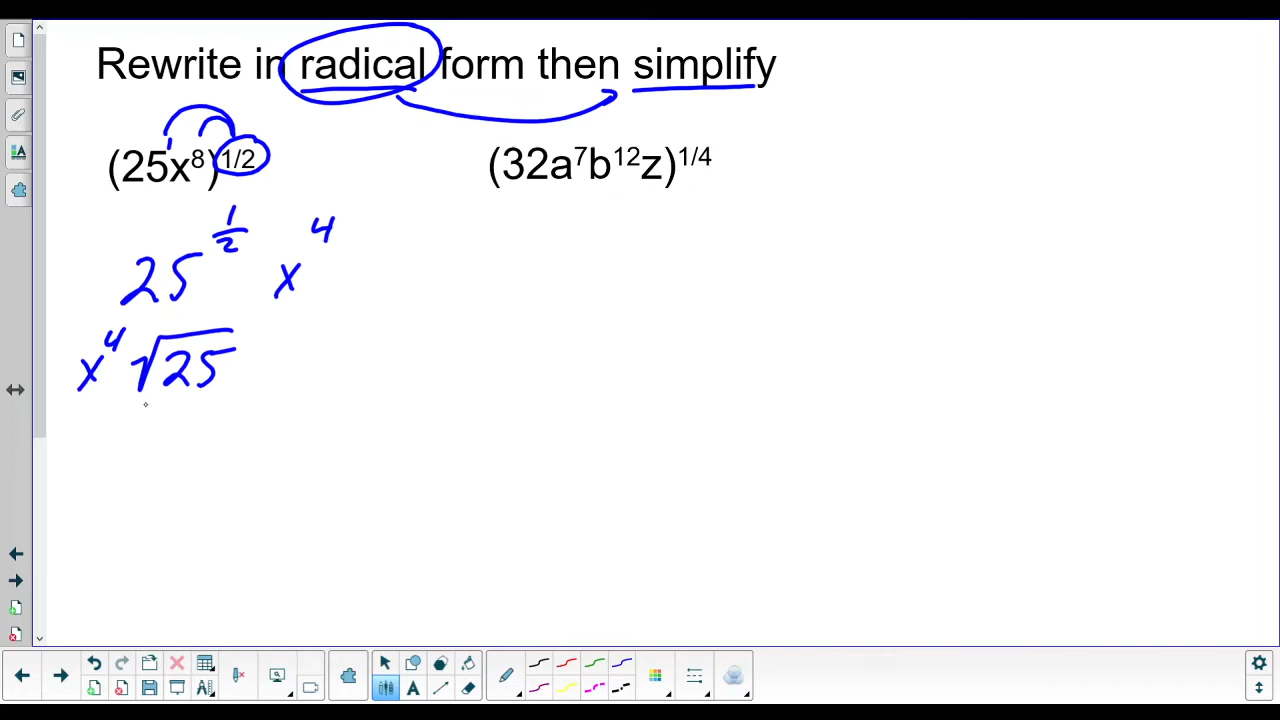 Rewrite in radical form then simplify
(25x⁸)^1/2
(32a⁷b¹²z)^1/4
25^1/2 x⁴
x⁴√25